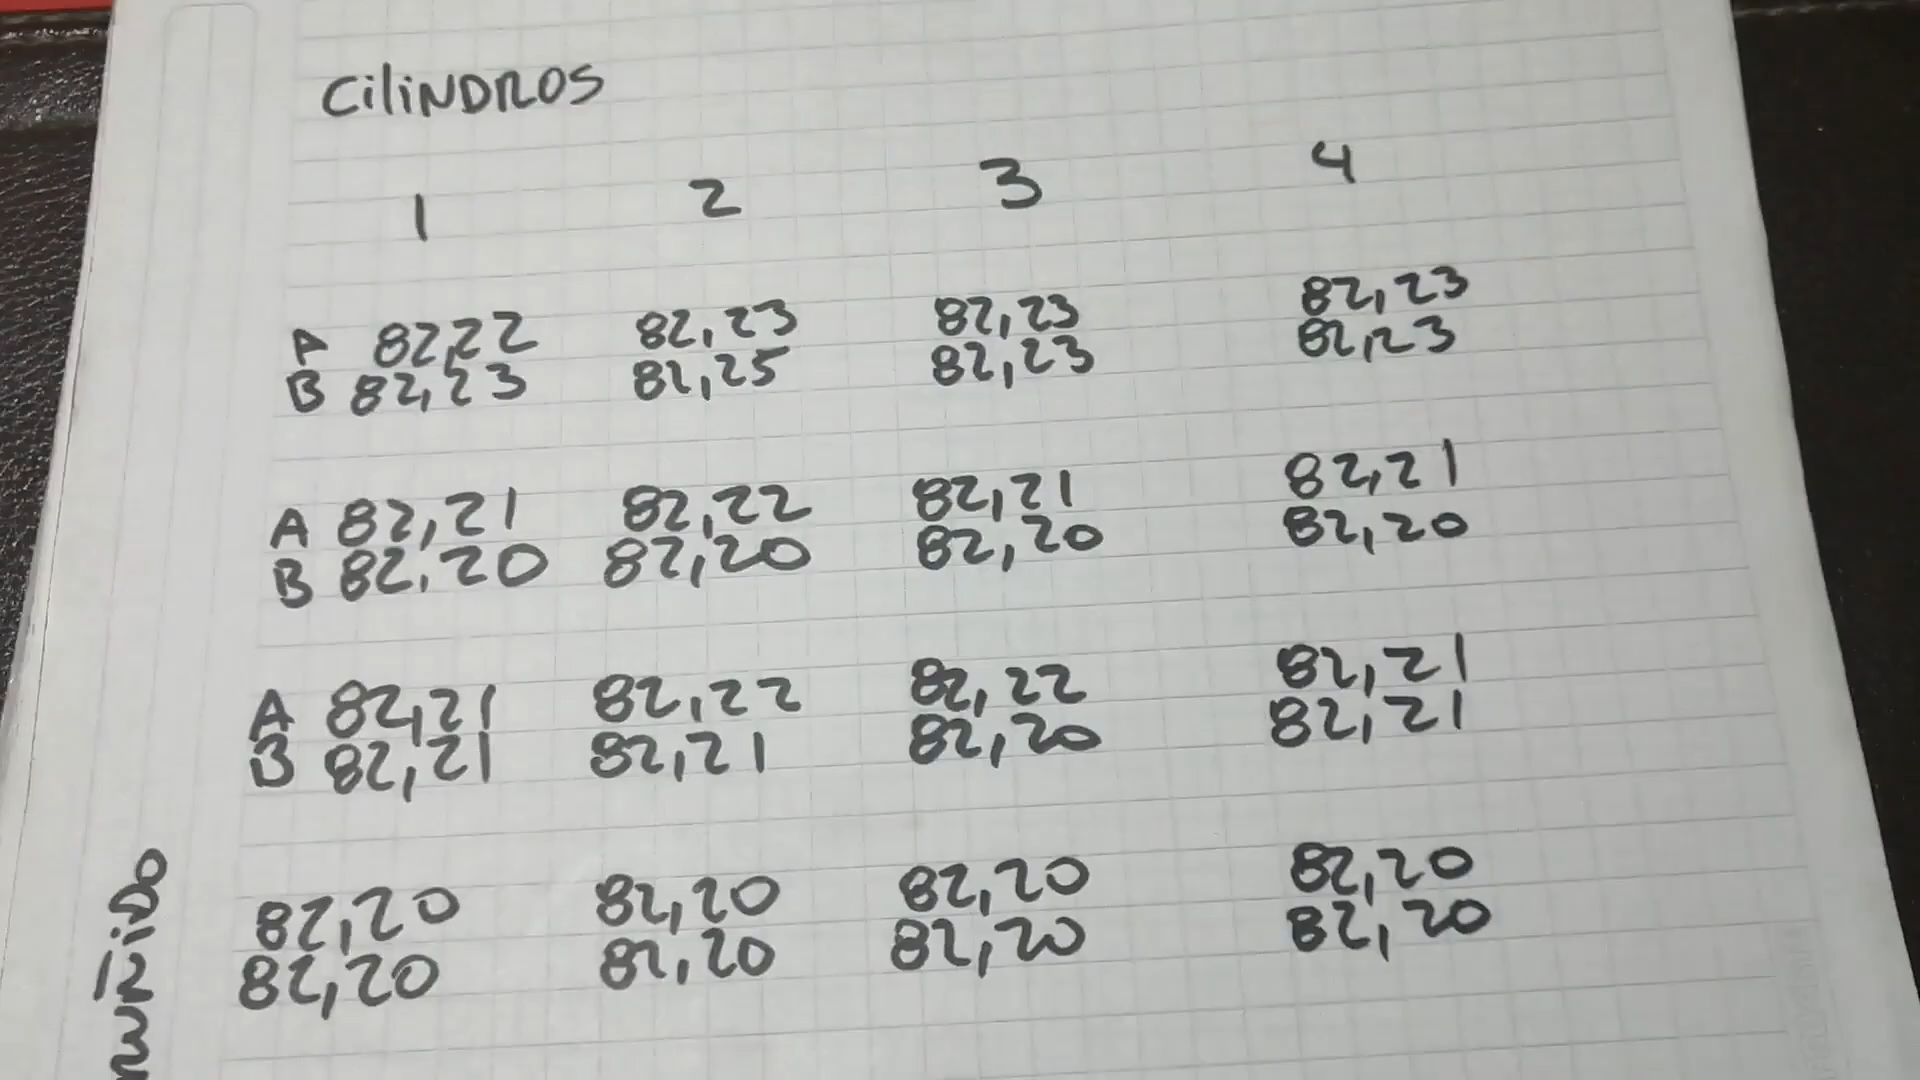 CiliNDROS
1 2 3 4
A 82,22 82,23 82,23 82,23
B 82,23 82,25 82,23 82,23
A 82,21 82,22 82,21 82,21
B 82,20 82,20 82,20 82,20
A 82,21 82,22 82,22 82,21
B 82,21 82,21 82,20 82,21
82,20 82,20 82,20 82,20
82,20 82,20 82,20 82,20